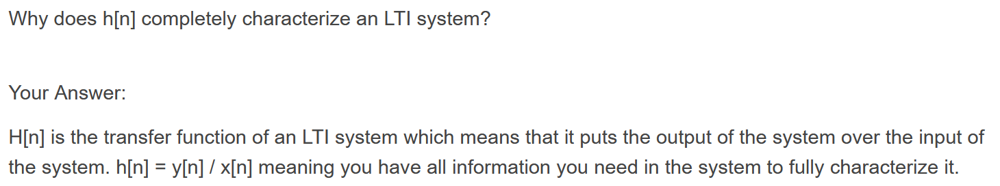 Why does h[n] completely characterize an LTI system?
Your Answer:
H[n] is the transfer function of an LTI system which means that it puts the output of the system over the input of
the system. h[n] = y[n] / x[n] meaning you have all information you need in the system to fully characterize it.